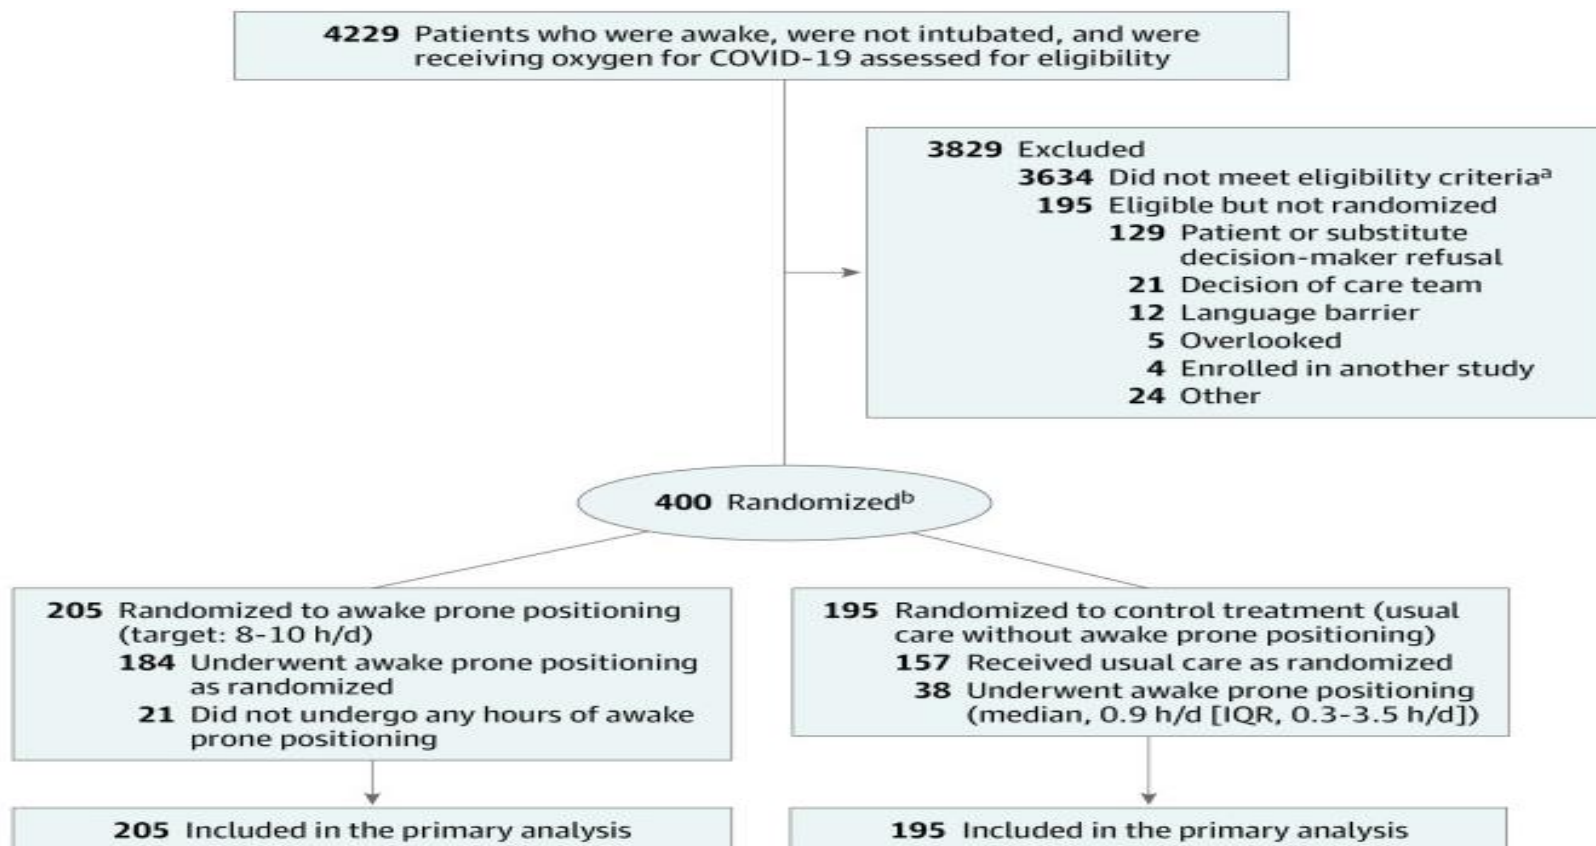 4229 Patients who were awake, were not intubated, and were
receiving oxygen for COVID-19 assessed for eligibility
3829 Excluded
3634 Did not meet eligibility criteriaᵃ
195 Eligible but not randomized
129 Patient or substitute
decision-maker refusal
21 Decision of care team
12 Language barrier
5 Overlooked
4 Enrolled in another study
24 Other
400 Randomizedᵇ
205 Randomized to awake prone positioning
(target: 8-10 h/d)
184 Underwent awake prone positioning
as randomized
21 Did not undergo any hours of awake
prone positioning
195 Randomized to control treatment (usual
care without awake prone positioning)
157 Received usual care as randomized
38 Underwent awake prone positioning
(median, 0.9 h/d [IQR, 0.3-3.5 h/d])
205 Included in the primary analysis
195 Included in the primary analysis